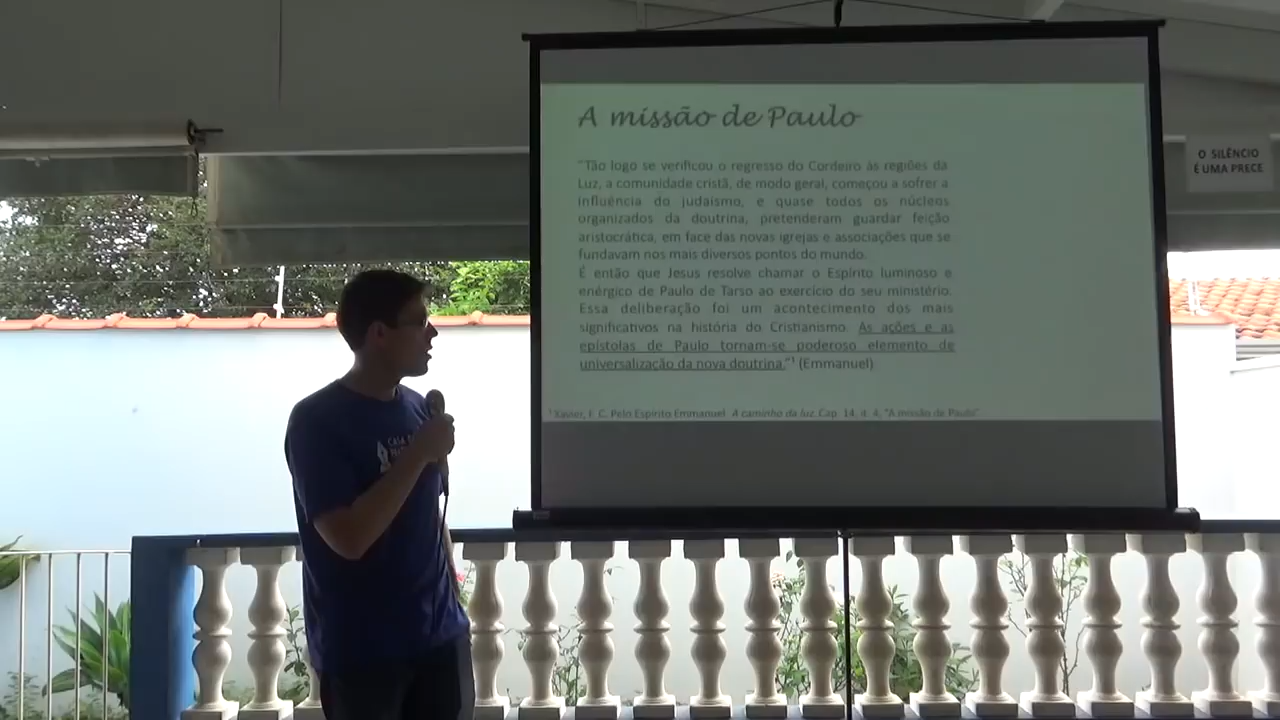 A missão de Paulo
"Tão logo se verificou o regresso do Cordeiro às regiões da
Luz, a comunidade cristã, de modo geral, começou a sofrer a
influência do judaísmo, e quase todos os núcleos
organizados da doutrina, pretenderam guardar feição
aristocrática, em face das novas igrejas e associações que se
fundavam nos mais diversos pontos do mundo.
É então que Jesus resolve chamar o Espírito luminoso e
enérgico de Paulo de Tarso ao exercício do seu ministério.
Essa deliberação foi um acontecimento dos mais
significativos na história do Cristianismo. As ações e as
epístolas de Paulo tornam-se poderoso elemento de
universalização da nova doutrina."¹ (Emmanuel)
¹ Xavier, F. C. Pelo Espírito Emmanuel. A caminho da luz. Cap. 14, it. 4, "A missão de Paulo"
O SILÊNCIO
É UMA PRECE
CASA